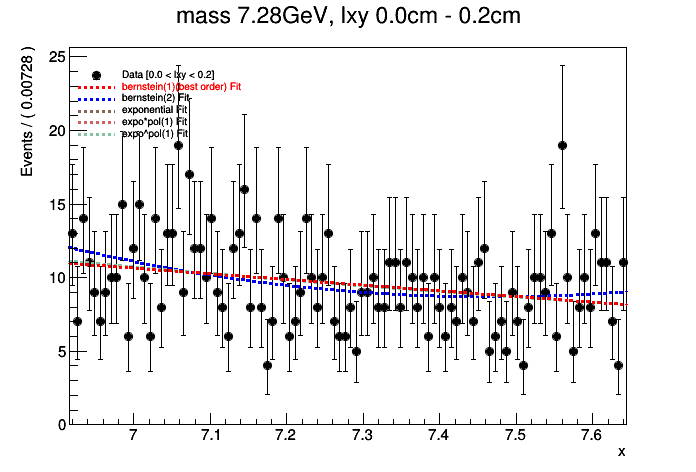 mass 7.28GeV, lxy 0.0cm - 0.2cm
Events / ( 0.00728 )
25
20
15
10
5
0
Data [0.0 < lxy < 0.2]
bernstein(1)(best order) Fit
bernstein(2) Fit
exponential Fit
expo*pol(1) Fit
expo^pol(1) Fit
7 7.1 7.2 7.3 7.4 7.5 7.6
x